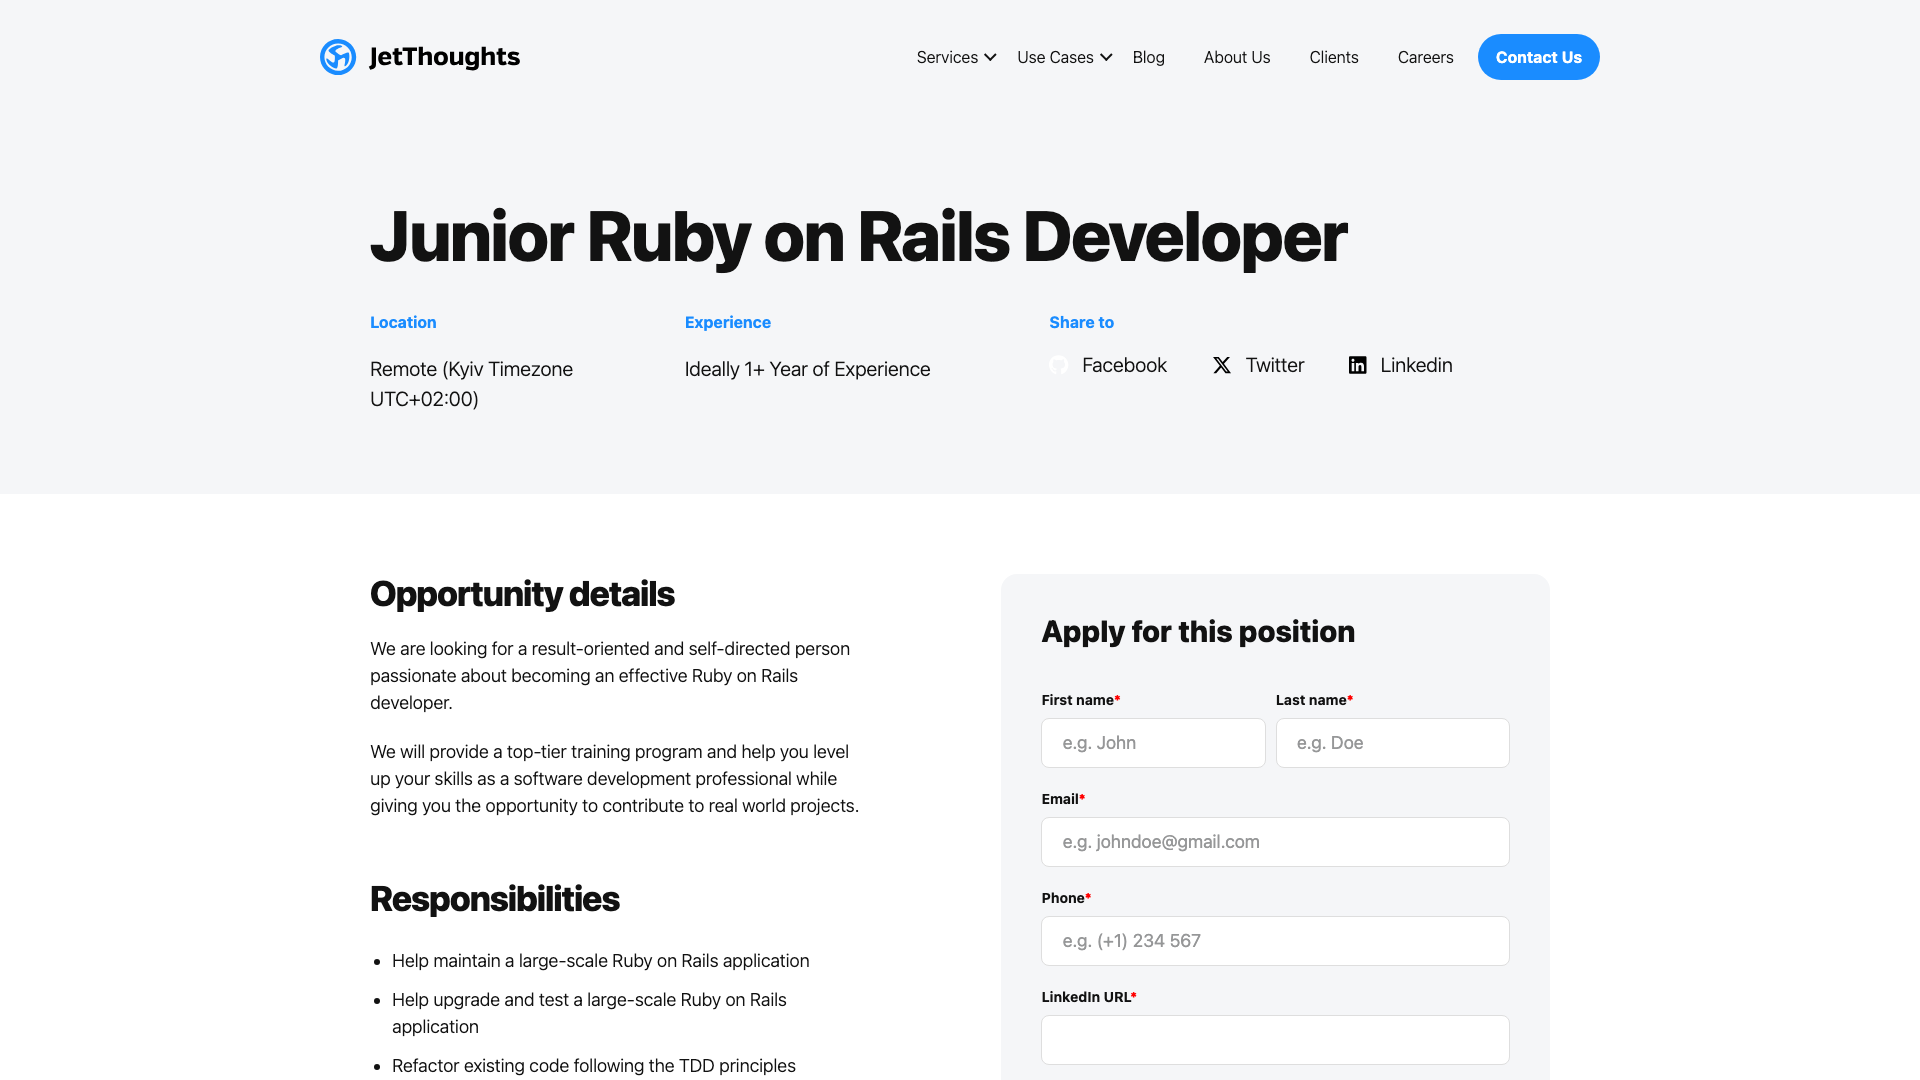 JetThoughts
Services
Use Cases
Blog
About Us
Clients
Careers
Contact Us
Junior Ruby on Rails Developer
Location
Remote (Kyiv Timezone
UTC+02:00)
Experience
Ideally 1+ Year of Experience
Share to
Facebook
Twitter
Linkedin
Opportunity details
We are looking for a result-oriented and self-directed person
passionate about becoming an effective Ruby on Rails
developer.
We will provide a top-tier training program and help you level
up your skills as a software development professional while
giving you the opportunity to contribute to real world projects.
Responsibilities
Help maintain a large-scale Ruby on Rails application
Help upgrade and test a large-scale Ruby on Rails
application
Refactor existing code following the TDD principles
Apply for this position
First name*
e.g. John
Last name*
e.g. Doe
Email*
e.g. johndoe@gmail.com
Phone*
e.g. (+1) 234 567
LinkedIn URL*